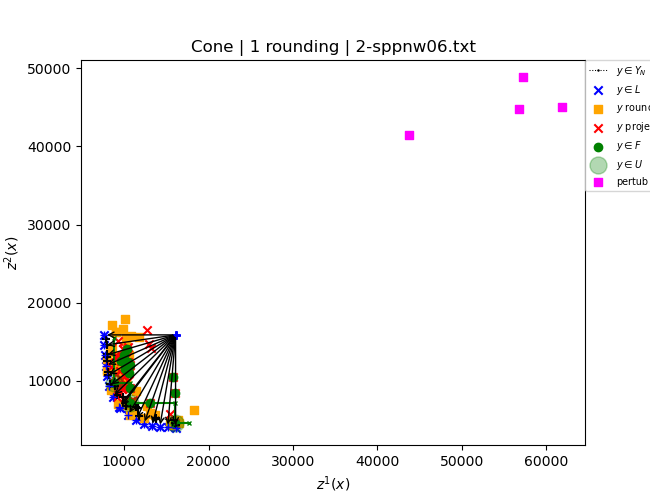 Cone | 1 rounding | 2-sppnw06.txt
50000
40000
30000
20000
10000
z²(x)
10000 20000 30000 40000 50000 60000
z¹(x)
y ∈ Y_N
y ∈ L
y roun
y proje
y ∈ F
y ∈ U
pertub